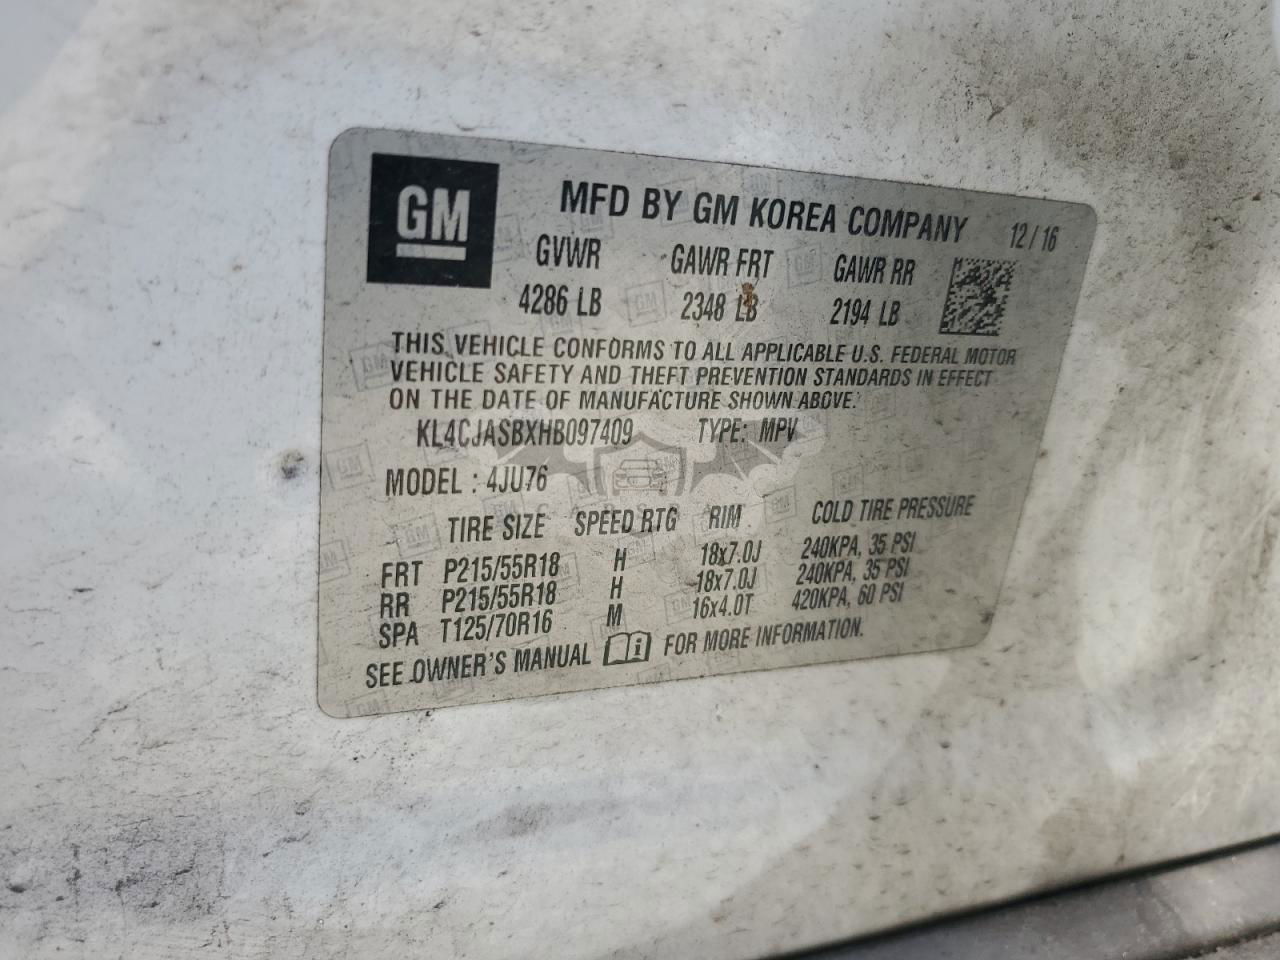 GM
MFD BY GM KOREA COMPANY 12/16
GVWR GAWR FRT GAWR RR
4286 LB 2348 LB 2194 LB
THIS VEHICLE CONFORMS TO ALL APPLICABLE U.S. FEDERAL MOTOR
VEHICLE SAFETY AND THEFT PREVENTION STANDARDS IN EFFECT
ON THE DATE OF MANUFACTURE SHOWN ABOVE.
KL4CJASBXHB097409 TYPE: MPV
MODEL : 4JU76
TIRE SIZE SPEED RTG RIM COLD TIRE PRESSURE
FRT P215/55R18 H 18x7.0J 240KPA, 35 PSI
RR P215/55R18 H 18x7.0J 240KPA, 35 PSI
SPA T125/70R16 M 16x4.0T 420KPA, 60 PSI
SEE OWNER'S MANUAL FOR MORE INFORMATION.